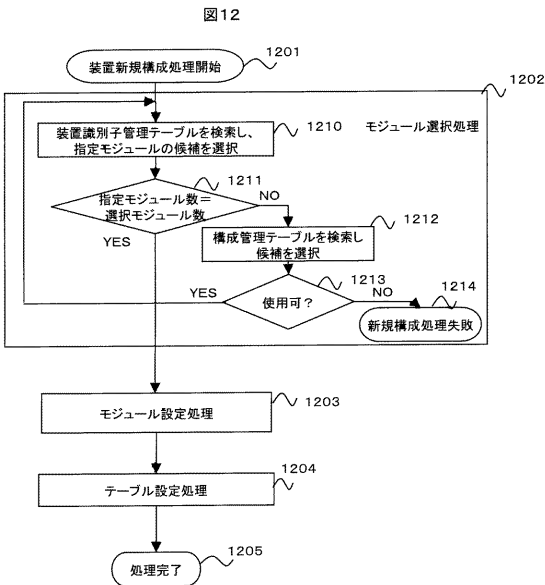 図12
装置新規構成処理開始
1201
1202
装置識別子管理テーブルを検索し、
指定モジュールの候補を選択
1210
モジュール選択処理
指定モジュール数＝
選択モジュール数
1211
NO
YES
構成管理テーブルを検索し
候補を選択
1212
使用可？
1213
YES
NO
新規構成処理失敗
1214
モジュール設定処理
1203
テーブル設定処理
1204
処理完了
1205